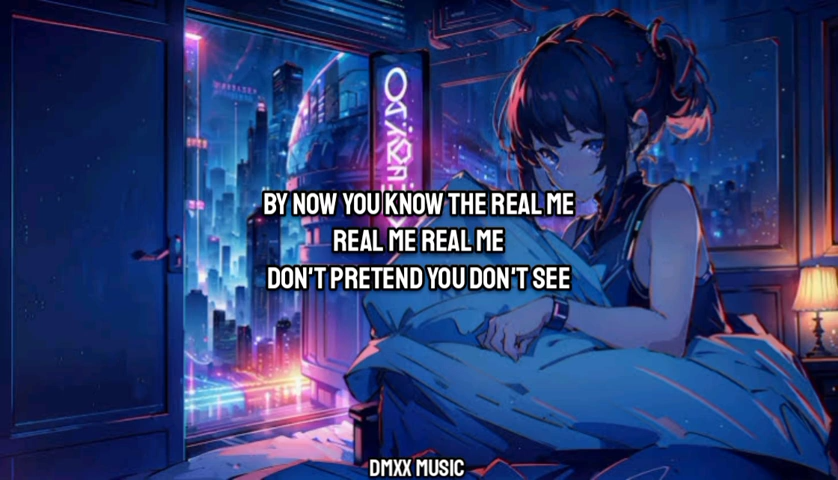 BY NOW YOU KNOW THE REAL ME
REAL ME REAL ME
DON'T PRETEND YOU DON'T SEE
DMXX MUSIC